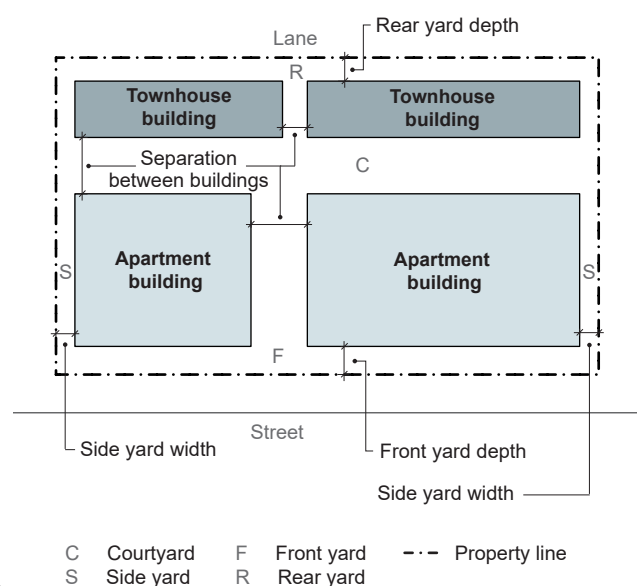 Rear yard depth
Lane
R
Townhouse
building
Townhouse
building
Separation
between buildings
C
Apartment
building
Apartment
building
S
S
F
Street
Side yard width
Front yard depth
Side yard width
C Courtyard F Front yard Property line
S Side yard R Rear yard